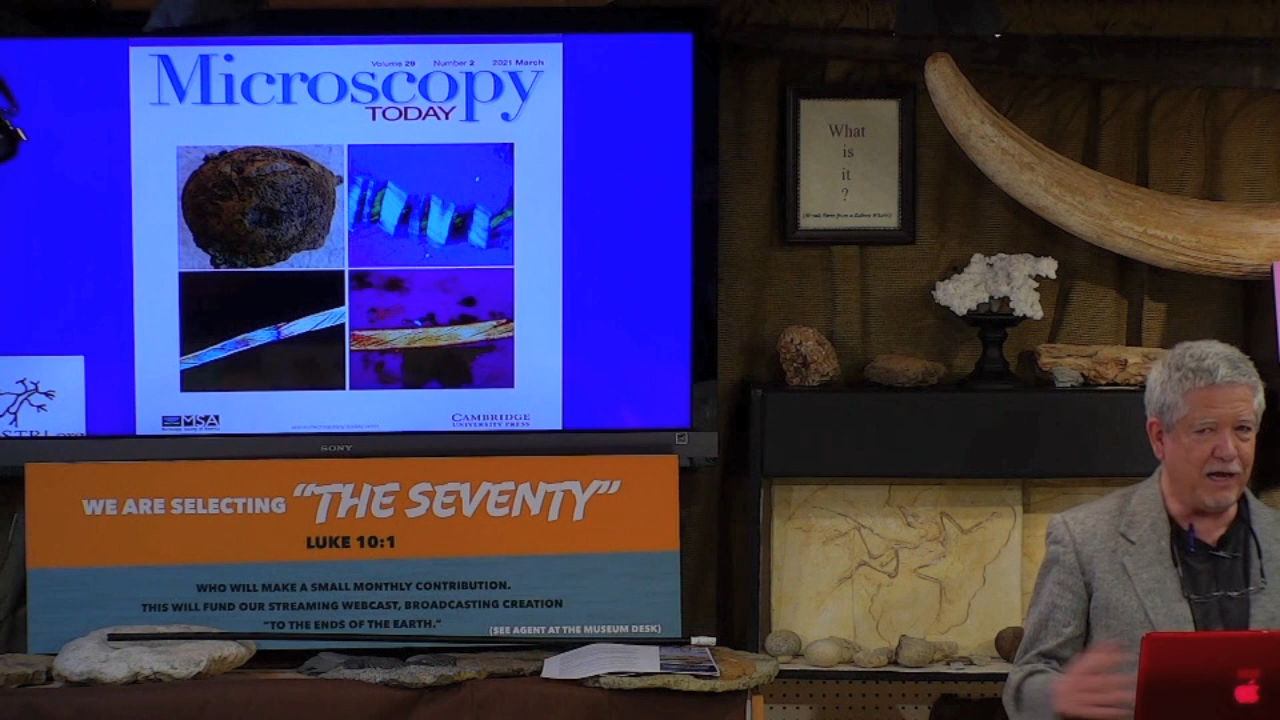 Volume 29 Number 2 2021 March
Microscopy
TODAY
MSA
CAMBRIDGE
UNIVERSITY PRESS
SONY
WE ARE SELECTING "THE SEVENTY"
LUKE 10:1
WHO WILL MAKE A SMALL MONTHLY CONTRIBUTION.
THIS WILL FUND OUR STREAMING WEBCAST, BROADCASTING CREATION
"TO THE ENDS OF THE EARTH."
(SEE AGENT AT THE MUSEUM DESK)
What
is
it
?